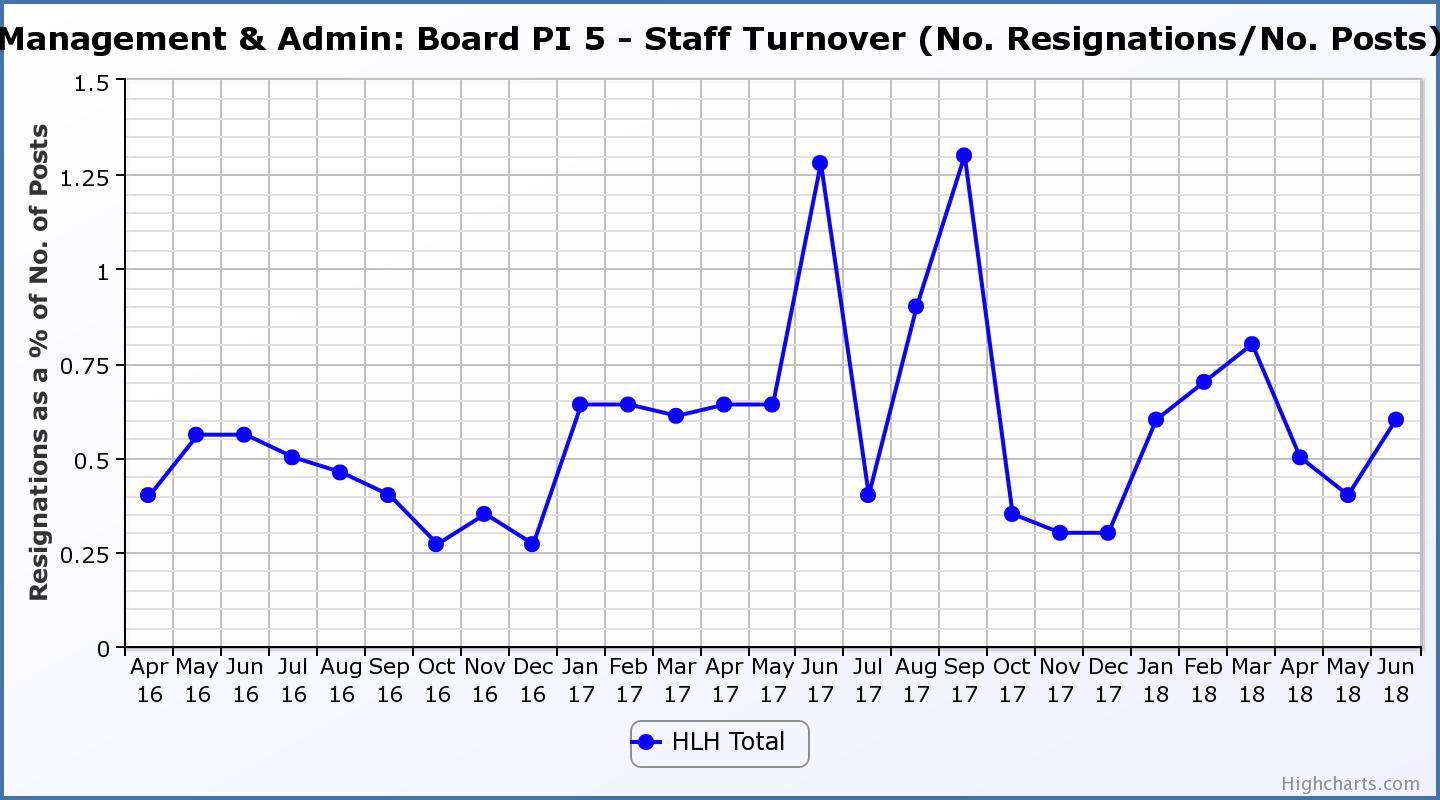 Management & Admin: Board PI 5 - Staff Turnover (No. Resignations/No. Posts)
Resignations as a % of No. of Posts
1.5
1.25
1
0.75
0.5
0.25
0
Apr May Jun Jul Aug Sep Oct Nov Dec Jan Feb Mar Apr May Jun Jul Aug Sep Oct Nov Dec Jan Feb Mar Apr May Jun
16 16 16 16 16 16 16 16 16 17 17 17 17 17 17 17 17 17 17 17 17 18 18 18 18 18 18
HLH Total
Highcharts.com